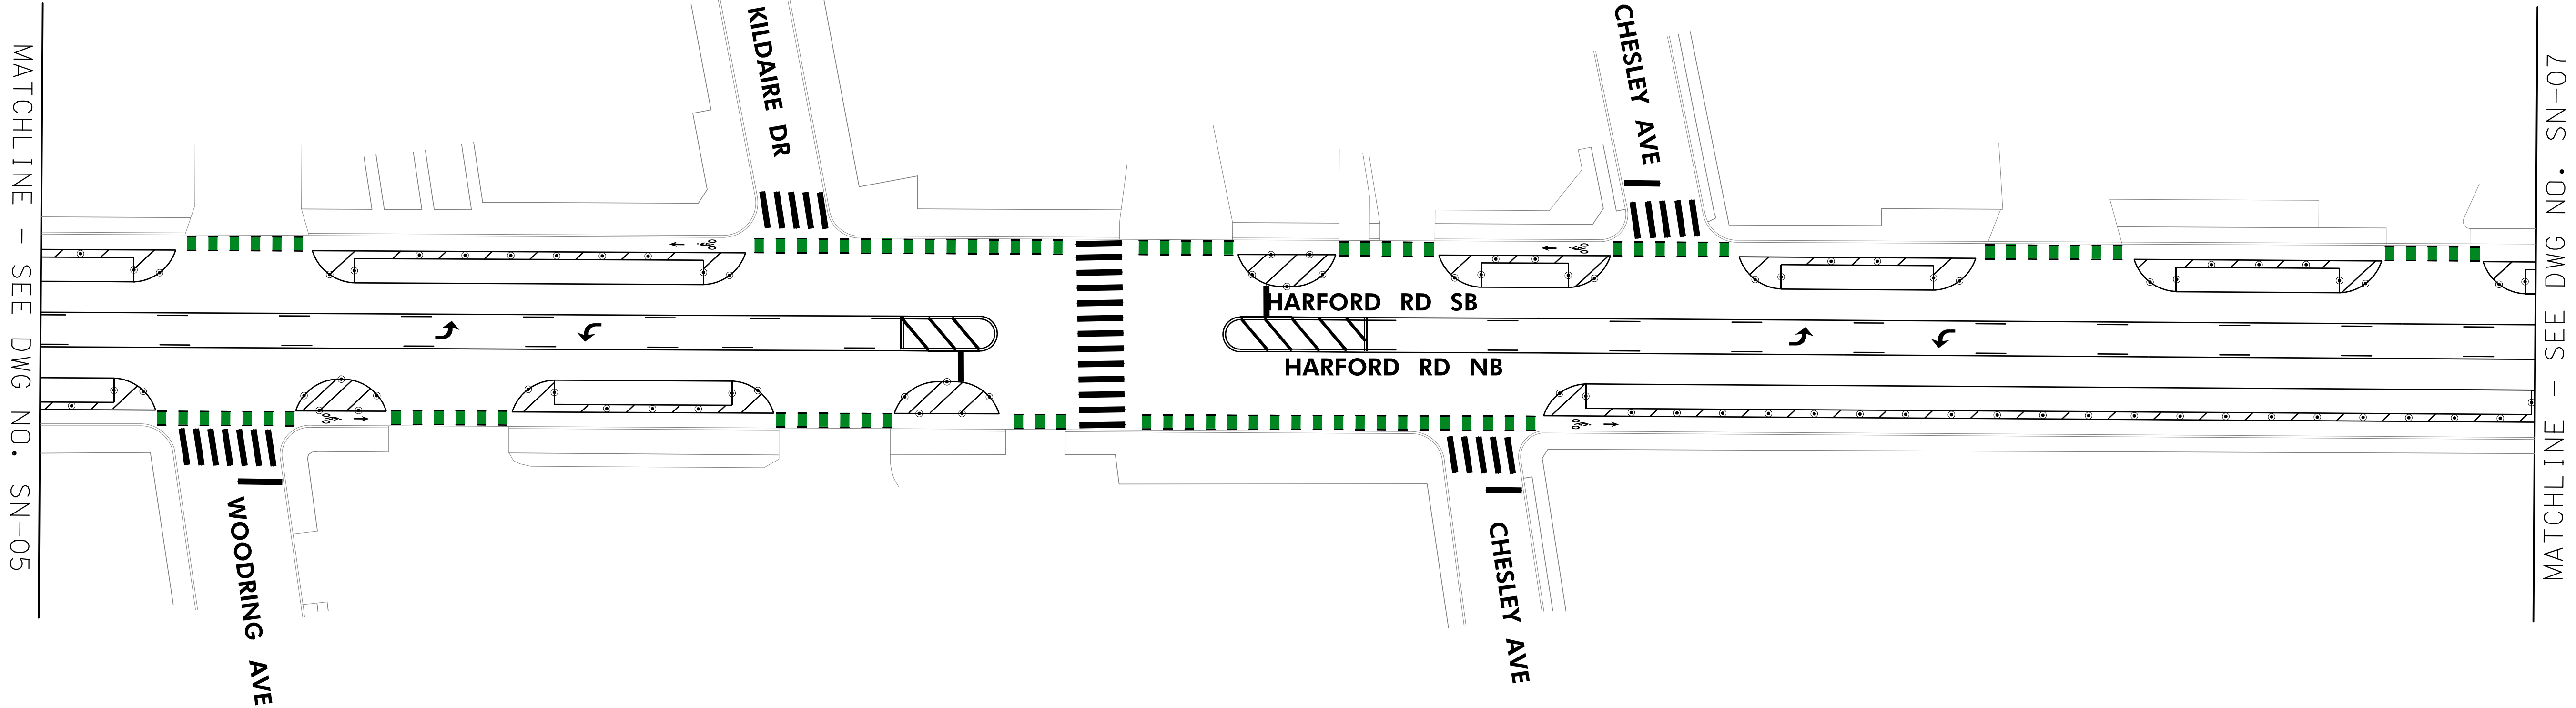 MATCHLINE - SEE DWG NO. SN-05
KILDAIRE DR
CHESLEY AVE
HARFORD RD SB
HARFORD RD NB
WOODRING AVE
CHESLEY AVE
MATCHLINE - SEE DWG NO. SN-07